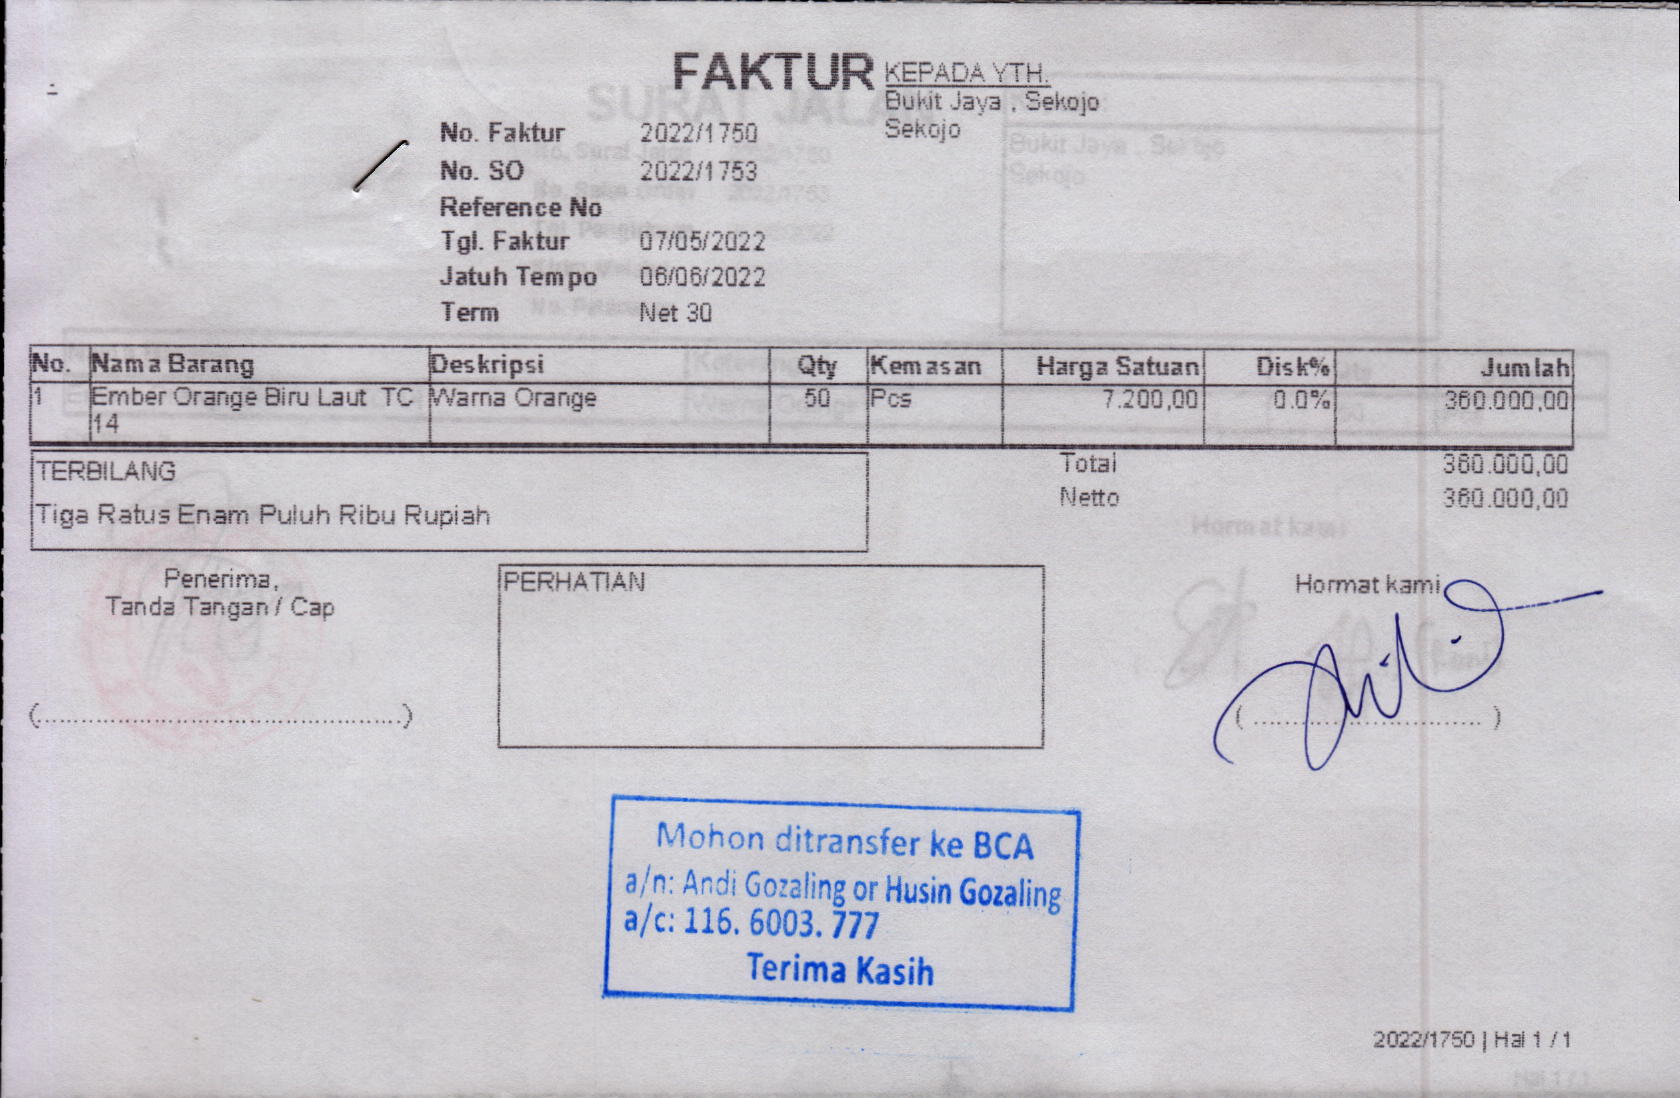 FAKTUR
KEPADA YTH.
Bukit Jaya , Sekojo
Sekojo
No. Faktur 2022/1750
No. SO 2022/1753
Reference No
Tgl. Faktur 07/05/2022
Jatuh Tempo 06/06/2022
Term Net 30
No. Nama Barang Deskripsi Qty Kemasan Harga Satuan Disk% Jumlah
1 Ember Orange Biru Laut TC Warna Orange 50 Pcs 7.200,00 0.0% 360.000,00
14
TERBILANG
Tiga Ratus Enam Puluh Ribu Rupiah
Total 360.000,00
Netto 360.000,00
Penerima,
Tanda Tangan / Cap
(..........................................)
PERHATIAN
Hormat kami
( .............................. )
Mohon ditransfer ke BCA
a/n: Andi Gozaling or Husin Gozaling
a/c: 116. 6003. 777
Terima Kasih
2022/1750 | Hal 1 / 1